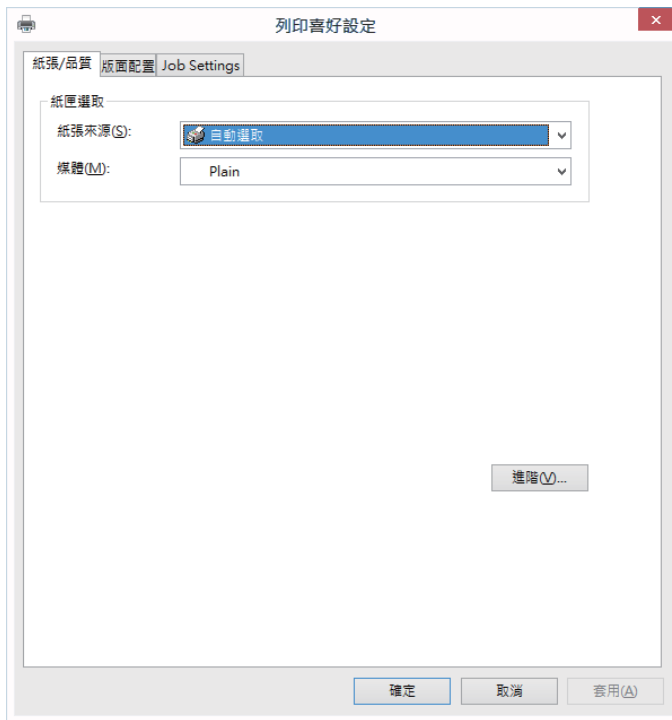 列印喜好設定
紙張/品質 版面配置 Job Settings
紙匣選取
紙張來源(S): 自動選取
媒體(M): Plain
進階(V)...
確定 取消 套用(A)